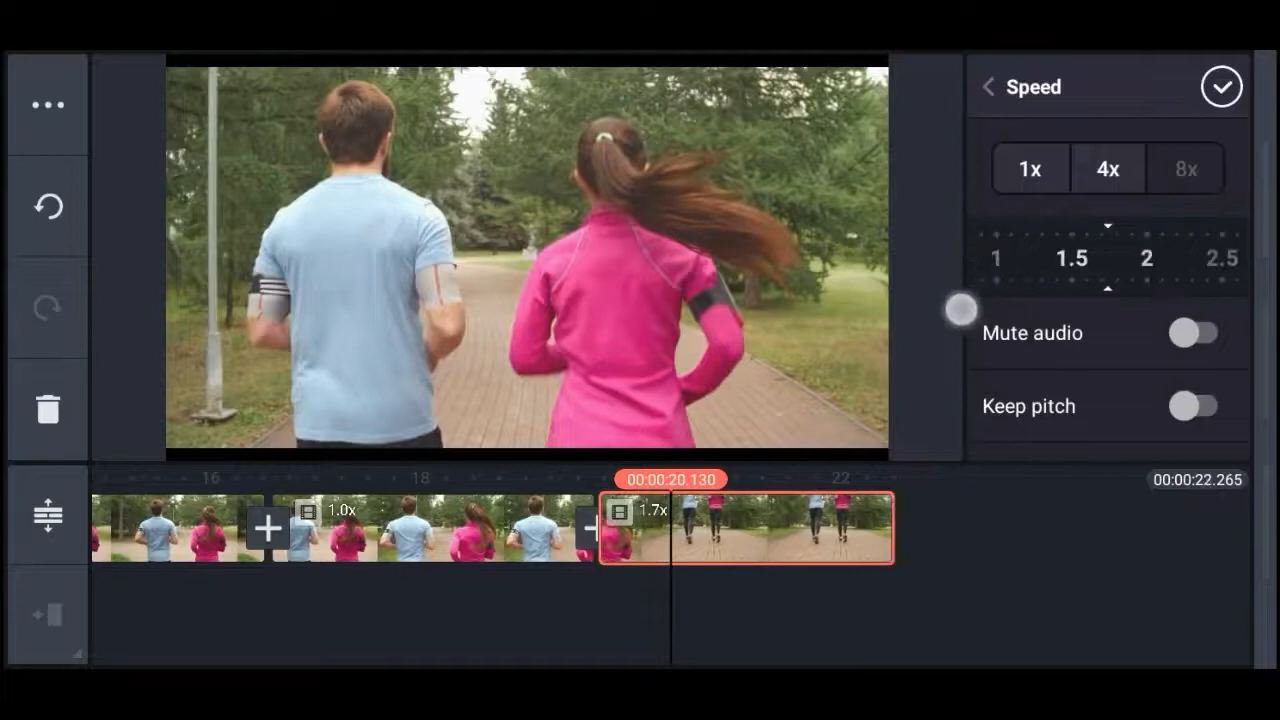 Speed
1x 4x 8x
1 1.5 2 2.5
Mute audio
Keep pitch
16 18 00:00:20.130 22 00:00:22.265
1.0x 1.7x